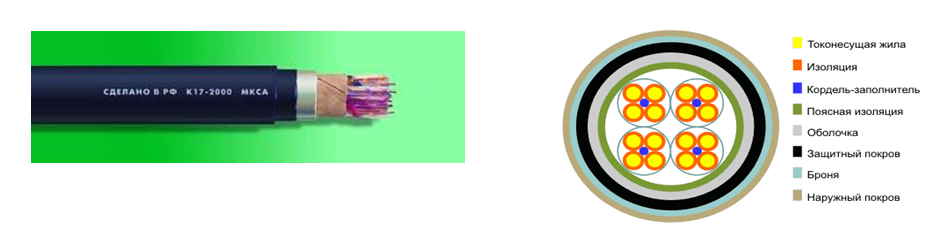 СДЕЛАНО В РФ К17-2000 МКСА
Токонесущая жила
Изоляция
Кордель-заполнитель
Поясная изоляция
Оболочка
Защитный покров
Броня
Наружный покров